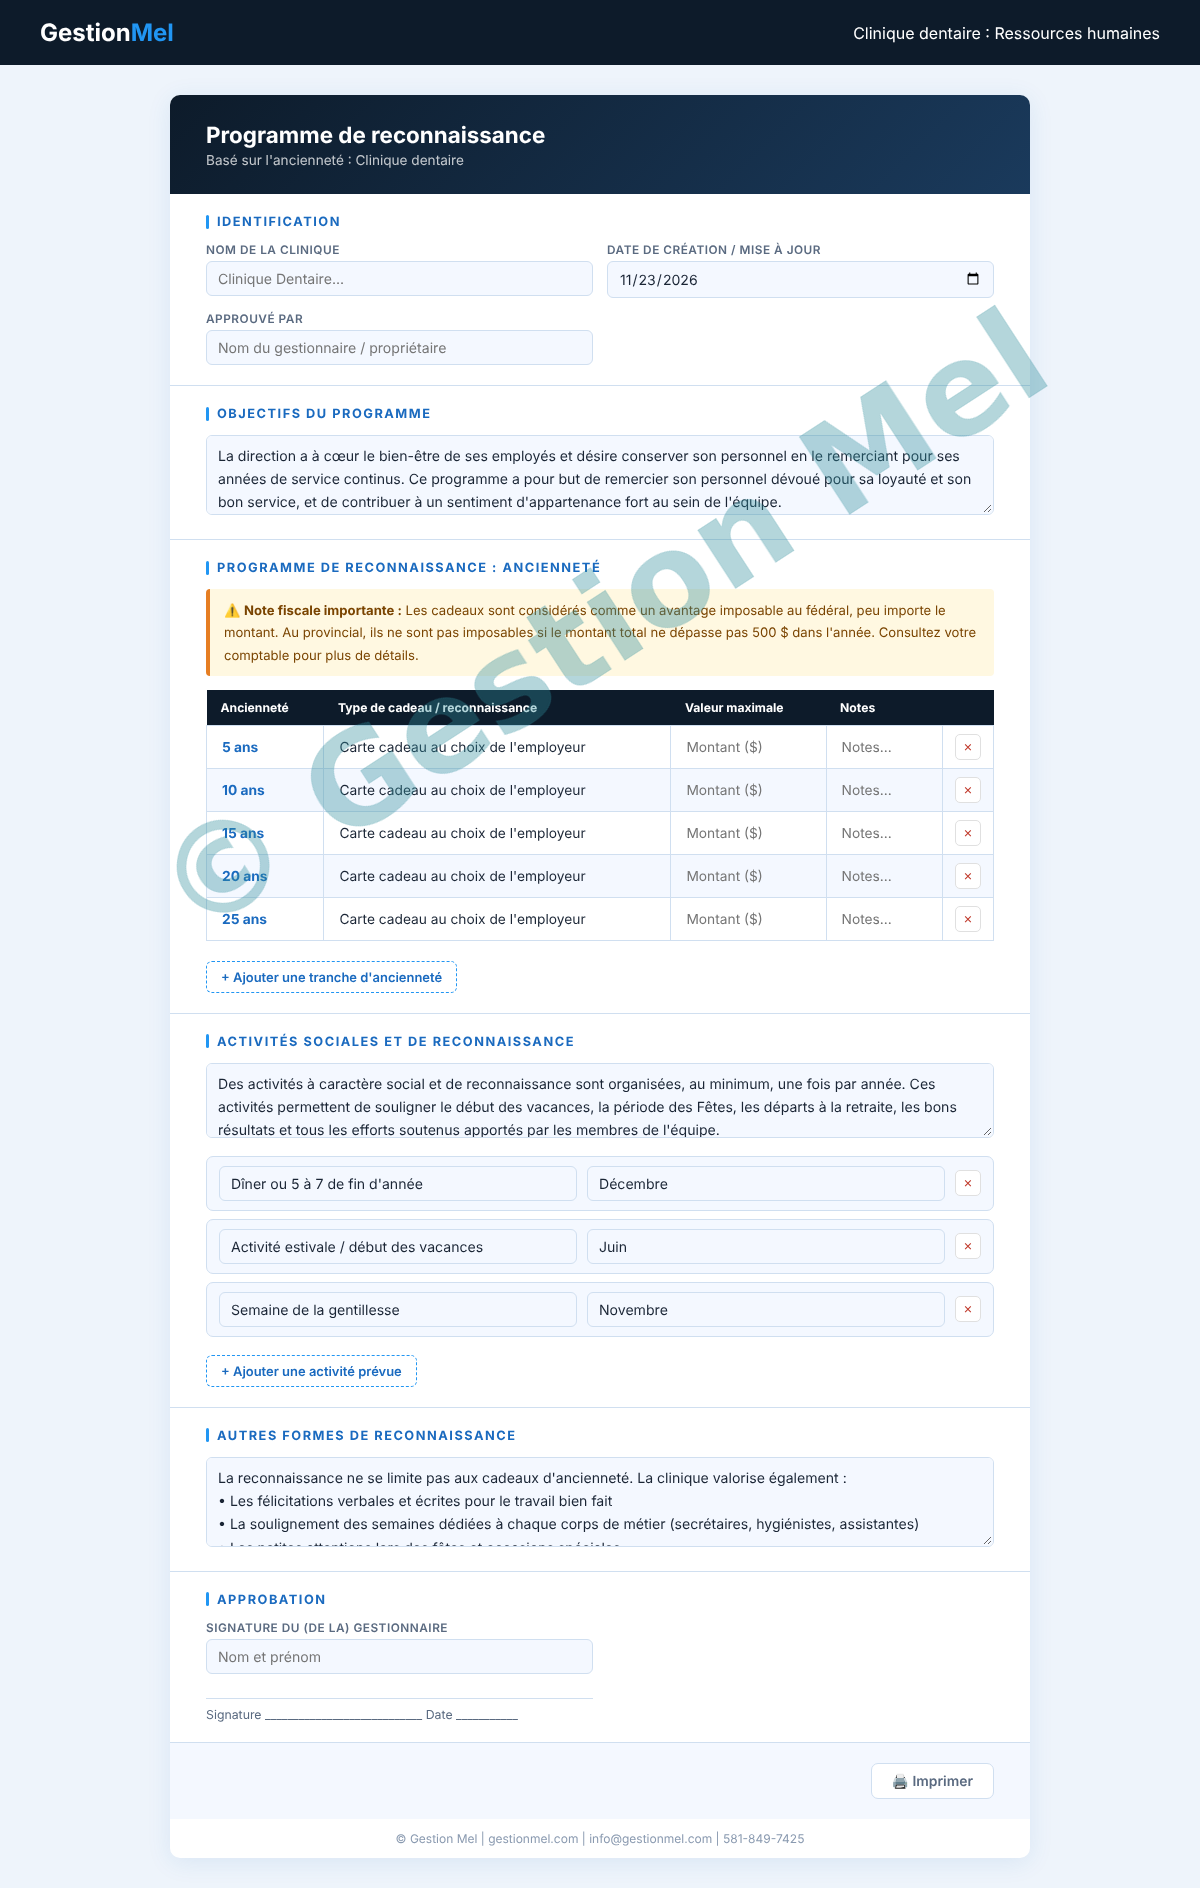 GestionMel
Clinique dentaire : Ressources humaines
Programme de reconnaissance
Basé sur l'ancienneté : Clinique dentaire
IDENTIFICATION
NOM DE LA CLINIQUE
DATE DE CRÉATION / MISE À JOUR
Clinique Dentaire...
11/23/2026
APPROUVÉ PAR
Nom du gestionnaire / propriétaire
OBJECTIFS DU PROGRAMME
La direction a à cœur le bien-être de ses employés et désire conserver son personnel en le remerciant pour ses
années de service continus. Ce programme a pour but de remercier son personnel dévoué pour sa loyauté et son
bon service, et de contribuer à un sentiment d'appartenance fort au sein de l'équipe.
PROGRAMME DE RECONNAISSANCE : ANCIENNETÉ
⚠️ Note fiscale importante : Les cadeaux sont considérés comme un avantage imposable au fédéral, peu importe le
montant. Au provincial, ils ne sont pas imposables si le montant total ne dépasse pas 500 $ dans l'année. Consultez votre
comptable pour plus de détails.
Ancienneté Type de cadeau / reconnaissance Valeur maximale Notes
5 ans Carte cadeau au choix de l'employeur Montant ($) Notes... ×
10 ans Carte cadeau au choix de l'employeur Montant ($) Notes... ×
15 ans Carte cadeau au choix de l'employeur Montant ($) Notes... ×
20 ans Carte cadeau au choix de l'employeur Montant ($) Notes... ×
25 ans Carte cadeau au choix de l'employeur Montant ($) Notes... ×
+ Ajouter une tranche d'ancienneté
ACTIVITÉS SOCIALES ET DE RECONNAISSANCE
Des activités à caractère social et de reconnaissance sont organisées, au minimum, une fois par année. Ces
activités permettent de souligner le début des vacances, la période des Fêtes, les départs à la retraite, les bons
résultats et tous les efforts soutenus apportés par les membres de l'équipe.
Dîner ou 5 à 7 de fin d'année Décembre ×
Activité estivale / début des vacances Juin ×
Semaine de la gentillesse Novembre ×
+ Ajouter une activité prévue
AUTRES FORMES DE RECONNAISSANCE
La reconnaissance ne se limite pas aux cadeaux d'ancienneté. La clinique valorise également :
• Les félicitations verbales et écrites pour le travail bien fait
• La soulignement des semaines dédiées à chaque corps de métier (secrétaires, hygiénistes, assistantes)
• Les petites attentions lors des fêtes et occasions spéciales
APPROBATION
SIGNATURE DU (DE LA) GESTIONNAIRE
Nom et prénom
Signature ____________________________ Date ___________
🖨️ Imprimer
© Gestion Mel | gestionmel.com | info@gestionmel.com | 581-849-7425
© Gestion Mel